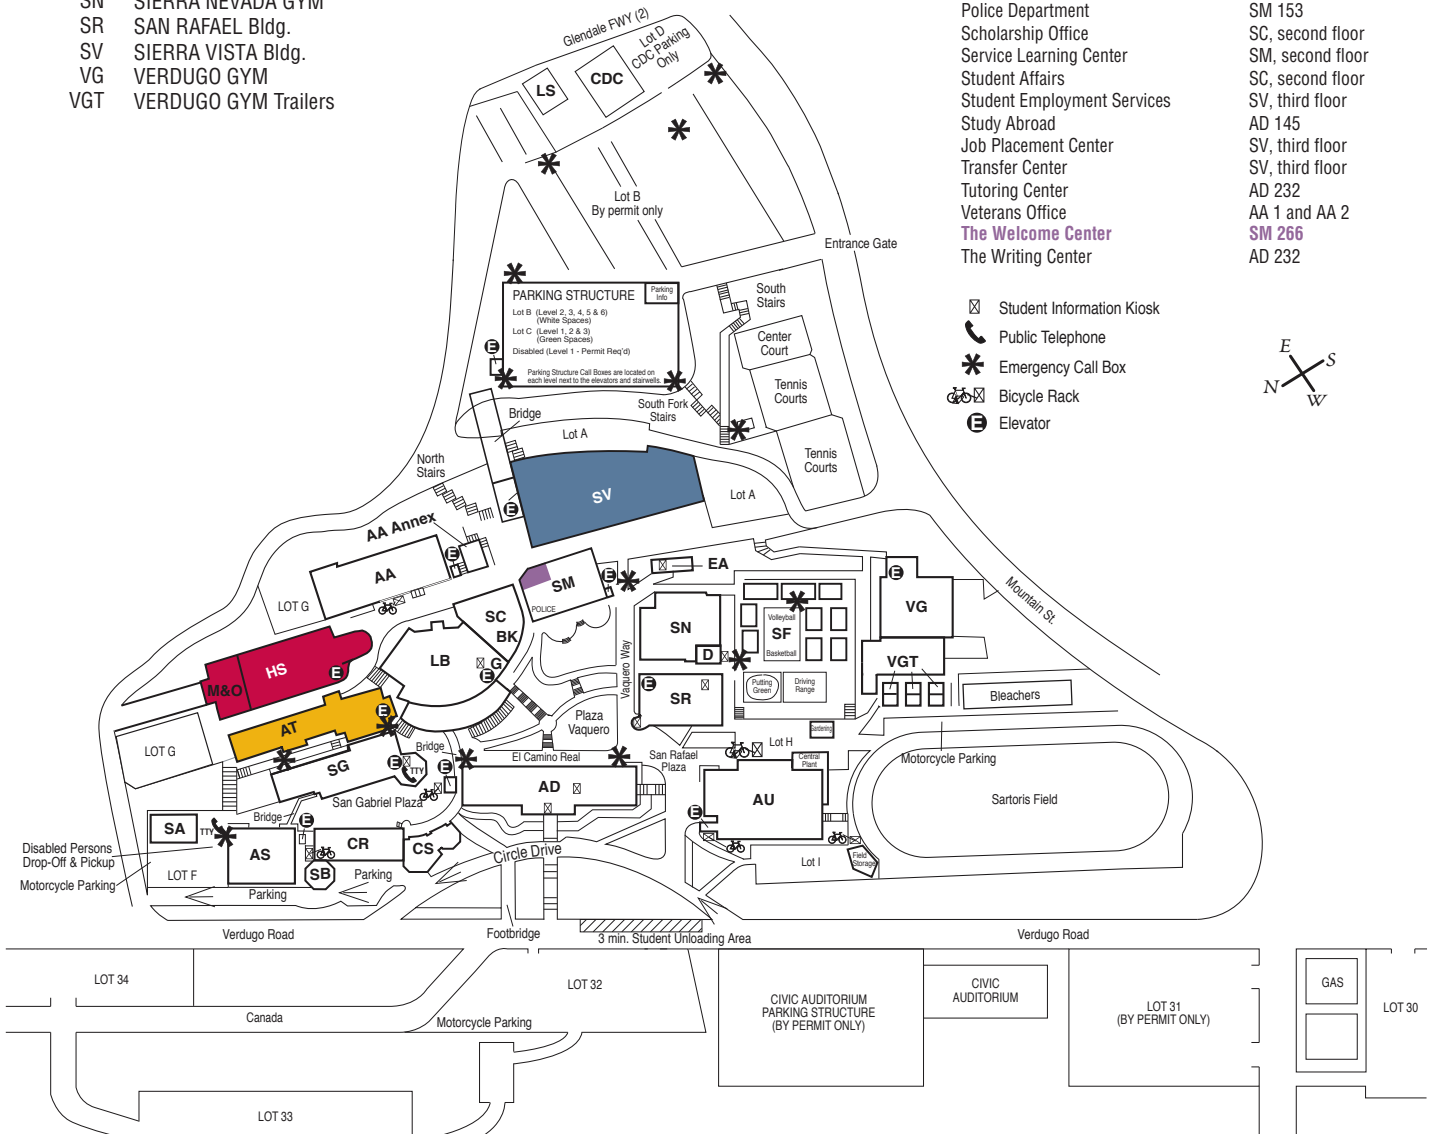 SN SIERRA NEVADA GYM
SR SAN RAFAEL Bldg.
SV SIERRA VISTA Bldg.
VG VERDUGO GYM
VGT VERDUGO GYM Trailers
Police Department SM 153
Scholarship Office SC, second floor
Service Learning Center SM, second floor
Student Affairs SC, second floor
Student Employment Services SV, third floor
Study Abroad AD 145
Job Placement Center SV, third floor
Transfer Center SV, third floor
Tutoring Center AD 232
Veterans Office AA 1 and AA 2
The Welcome Center SM 266
The Writing Center AD 232
Student Information Kiosk
Public Telephone
Emergency Call Box
Bicycle Rack
E Elevator
E
S
N
W
Glendale FWY (2)
Lot D
CDC Parking
Only
LS
CDC
Lot B
By permit only
Entrance Gate
PARKING STRUCTURE
Parking
Info
Lot B (Level 2, 3, 4, 5 & 6)
(White Spaces)
Lot C (Level 1, 2 & 3)
(Green Spaces)
Disabled (Level 1 - Permit Req'd)
Parking Structure Call Boxes are located on
each level next to the elevators and stairwells.
E
South
Stairs
Center
Court
Tennis
Courts
Tennis
Courts
South Fork
Stairs
Bridge
Lot A
North
Stairs
SV
Lot A
E
AA Annex
E
AA
LOT G
SM
POLICE
E
EA
E
VG
Mountain St.
SC
BK
LB
G
E
SN
D
Volleyball
SF
Basketball
VGT
Bleachers
HS
E
M&O
Vaquero Way
E
SR
Putting
Green
Driving
Range
Gardening
AT
E
LOT G
Plaza
Vaquero
Bridge
El Camino Real
San Rafael
Plaza
Lot H
Central
Plant
Motorcycle Parking
Sartoris Field
SG
E
TTY
E
AD
AU
E
San Gabriel Plaza
Bridge
E
SA
TTY
AS
CR
CS
SB
Disabled Persons
Drop-Off & Pickup
Motorcycle Parking
LOT F
Parking
Parking
Circle Drive
Lot I
Field
Storage
Verdugo Road
Footbridge
3 min. Student Unloading Area
Verdugo Road
LOT 34
LOT 32
CIVIC AUDITORIUM
PARKING STRUCTURE
(BY PERMIT ONLY)
CIVIC
AUDITORIUM
LOT 31
(BY PERMIT ONLY)
GAS
LOT 30
Canada
Motorcycle Parking
LOT 33